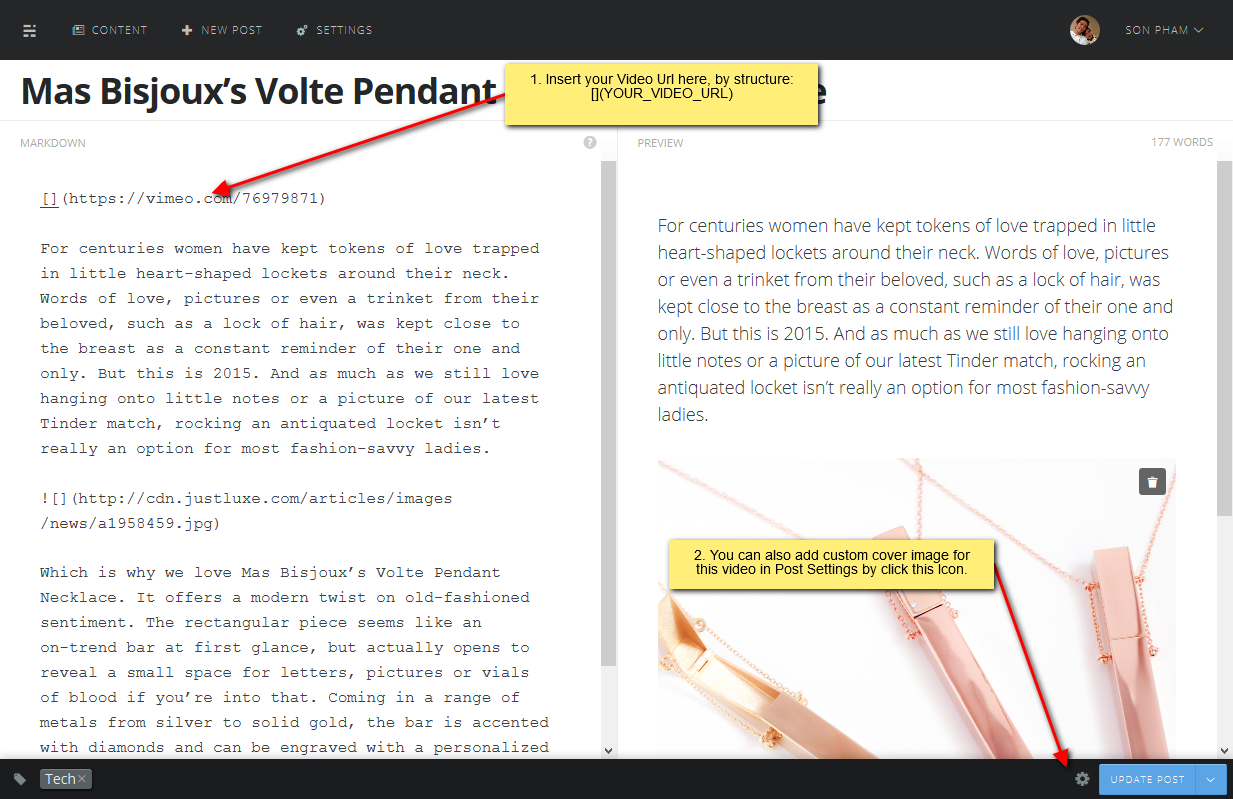 CONTENT
NEW POST
SETTINGS
SON PHAM
Mas Bisjoux’s Volte Pendant
1. Insert your Video Url here, by structure:
[](YOUR_VIDEO_URL)
MARKDOWN
?
PREVIEW
177 WORDS
[](https://vimeo.com/76979871)
For centuries women have kept tokens of love trapped
in little heart-shaped lockets around their neck.
Words of love, pictures or even a trinket from their
beloved, such as a lock of hair, was kept close to
the breast as a constant reminder of their one and
only. But this is 2015. And as much as we still love
hanging onto little notes or a picture of our latest
Tinder match, rocking an antiquated locket isn’t
really an option for most fashion-savvy ladies.
![](http://cdn.justluxe.com/articles/images
/news/a1958459.jpg)
Which is why we love Mas Bisjoux’s Volte Pendant
Necklace. It offers a modern twist on old-fashioned
sentiment. The rectangular piece seems like an
on-trend bar at first glance, but actually opens to
reveal a small space for letters, pictures or vials
of blood if you’re into that. Coming in a range of
metals from silver to solid gold, the bar is accented
with diamonds and can be engraved with a personalized
For centuries women have kept tokens of love trapped in little
heart-shaped lockets around their neck. Words of love, pictures
or even a trinket from their beloved, such as a lock of hair, was
kept close to the breast as a constant reminder of their one and
only. But this is 2015. And as much as we still love hanging onto
little notes or a picture of our latest Tinder match, rocking an
antiquated locket isn’t really an option for most fashion-savvy
ladies.
2. You can also add custom cover image for
this video in Post Settings by click this Icon.
Tech×
UPDATE POST